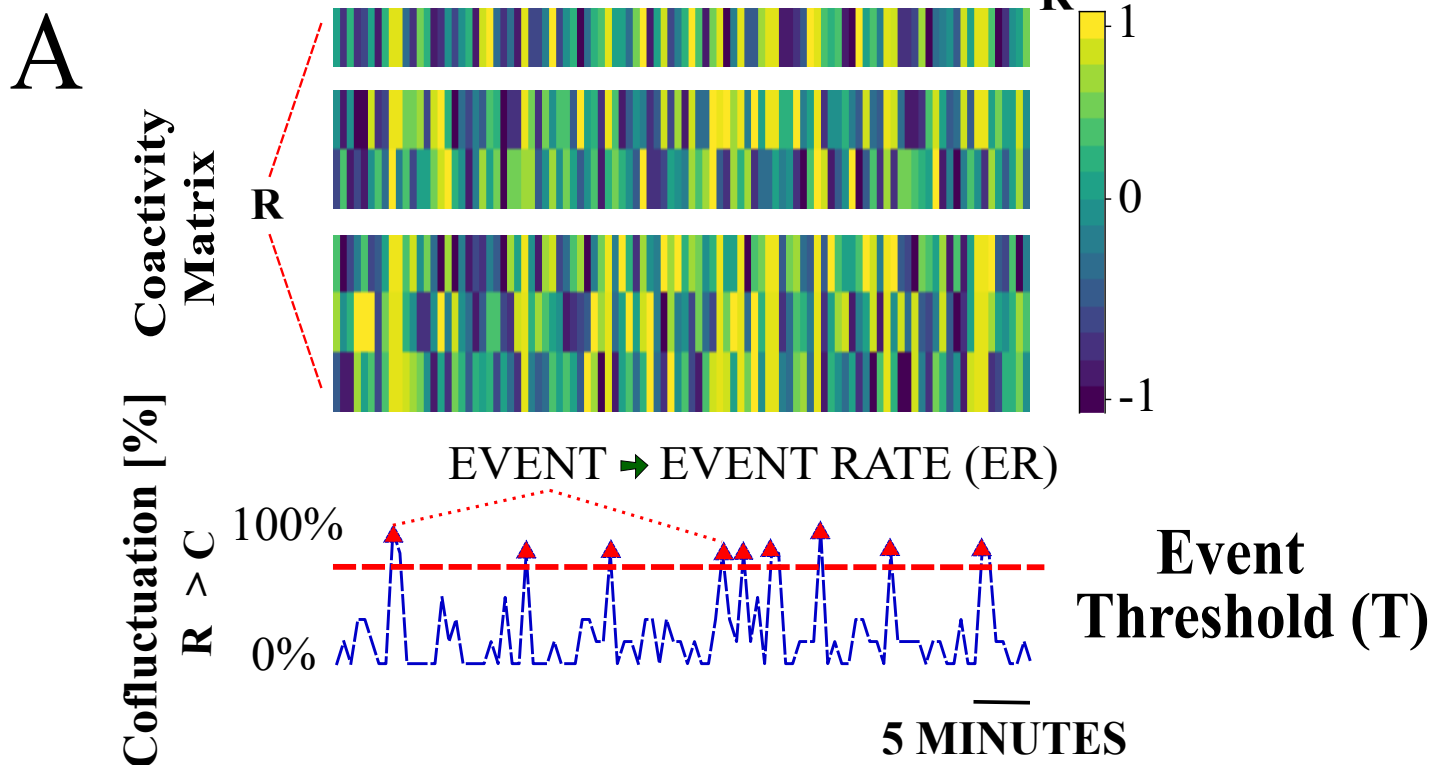 A
R
1
0
-1
Coactivity
Matrix
R
EVENT EVENT RATE (ER)
Cofluctuation [%]
R > C
100%
0%
Event
Threshold (T)
5 MINUTES